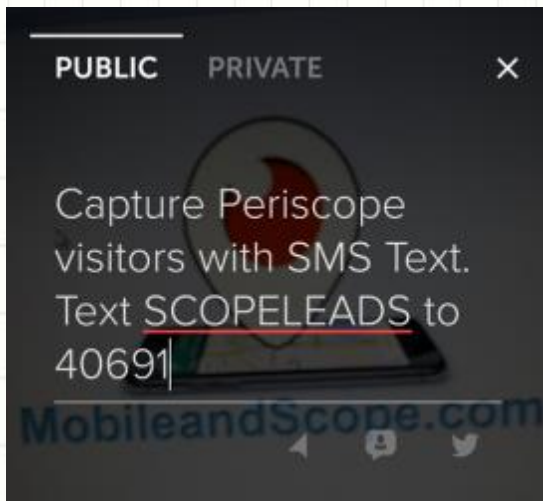 PUBLIC PRIVATE
Capture Periscope
visitors with SMS Text.
Text SCOPELEADS to
40691
MobileandScope.com